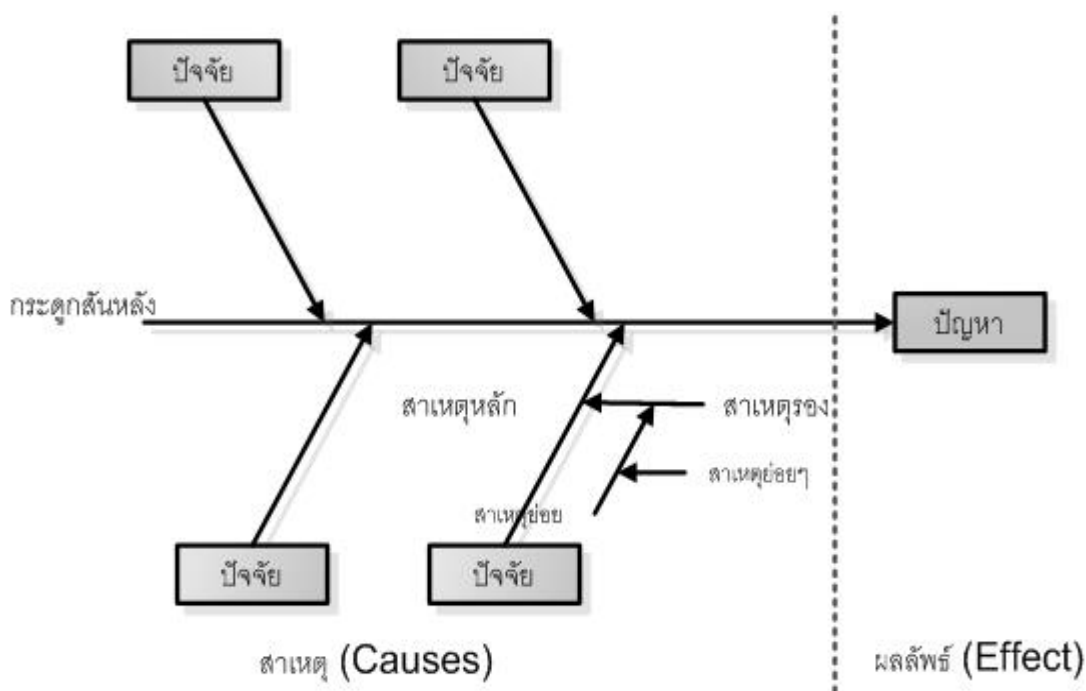 ปัจจัย
ปัจจัย
กระดูกสันหลัง
ปัญหา
สาเหตุหลัก
สาเหตุรอง
สาเหตุย่อยๆ
สาเหตุย่อย
ปัจจัย
ปัจจัย
สาเหตุ (Causes)
ผลลัพธ์ (Effect)